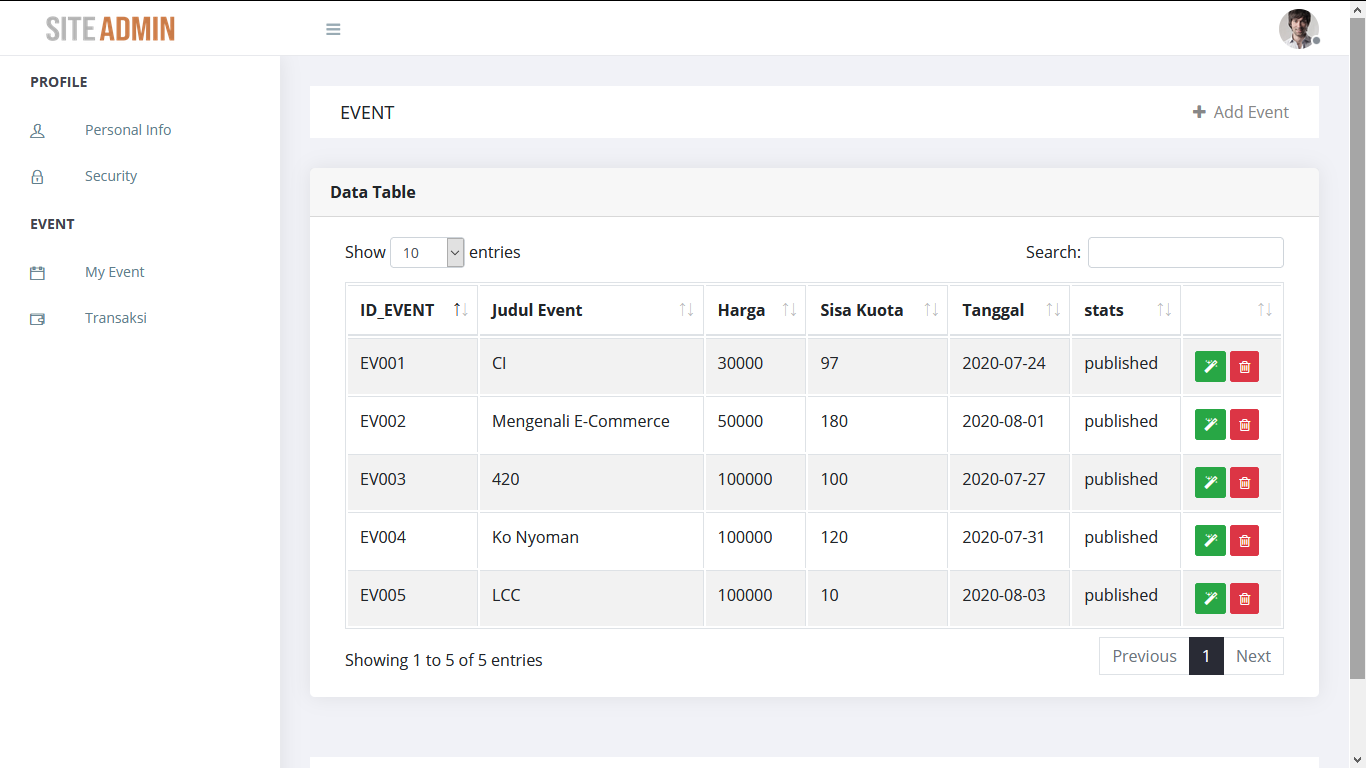 SITE ADMIN
PROFILE
Personal Info
Security
EVENT
My Event
Transaksi
EVENT
Add Event
Data Table
Show 10 entries
Search:
ID_EVENT Judul Event Harga Sisa Kuota Tanggal stats
EV001 CI 30000 97 2020-07-24 published
EV002 Mengenali E-Commerce 50000 180 2020-08-01 published
EV003 420 100000 100 2020-07-27 published
EV004 Ko Nyoman 100000 120 2020-07-31 published
EV005 LCC 100000 10 2020-08-03 published
Showing 1 to 5 of 5 entries
Previous 1 Next